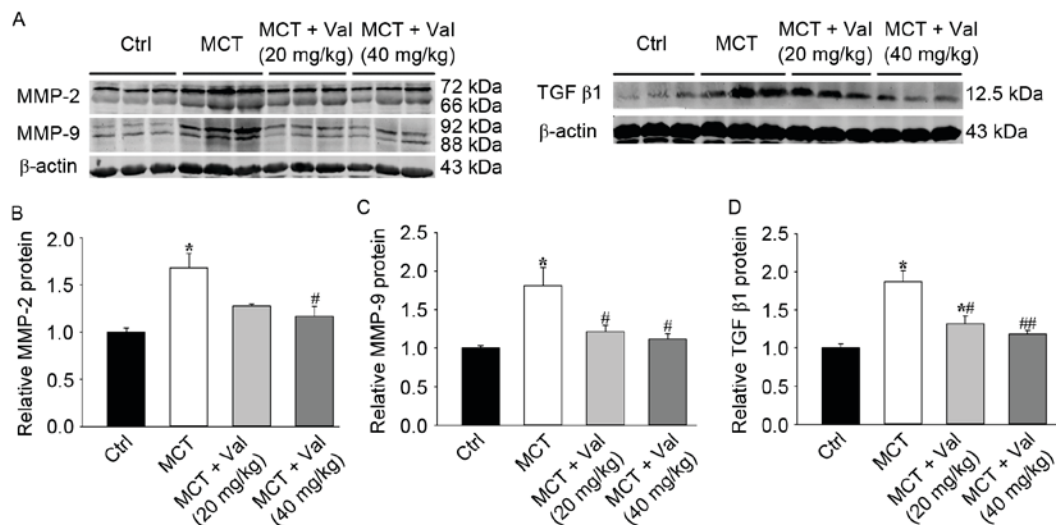 A
Ctrl MCT MCT + Val (20 mg/kg) MCT + Val (40 mg/kg)
MMP-2 72 kDa
66 kDa
MMP-9 92 kDa
88 kDa
β-actin 43 kDa
Ctrl MCT MCT + Val (20 mg/kg) MCT + Val (40 mg/kg)
TGF β1 12.5 kDa
β-actin 43 kDa
B
Relative MMP-2 protein
2.0
1.5
1.0
0.5
0.0
*
#
Ctrl
MCT
MCT + Val
(20 mg/kg)
MCT + Val
(40 mg/kg)
C
Relative MMP-9 protein
2.5
2.0
1.5
1.0
0.5
0.0
*
#
#
Ctrl
MCT
MCT + Val
(20 mg/kg)
MCT + Val
(40 mg/kg)
D
Relative TGF β1 protein
2.5
2.0
1.5
1.0
0.5
0.0
*
*#
##
Ctrl
MCT
MCT + Val
(20 mg/kg)
MCT + Val
(40 mg/kg)